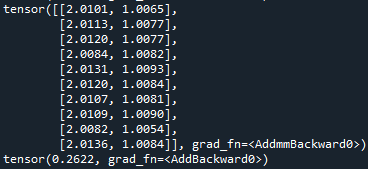 tensor([[2.0101, 1.0065],
        [2.0113, 1.0077],
        [2.0120, 1.0077],
        [2.0084, 1.0082],
        [2.0131, 1.0093],
        [2.0120, 1.0084],
        [2.0107, 1.0081],
        [2.0109, 1.0090],
        [2.0082, 1.0054],
        [2.0136, 1.0084]], grad_fn=<AddmmBackward0>)
tensor(0.2622, grad_fn=<AddBackward0>)